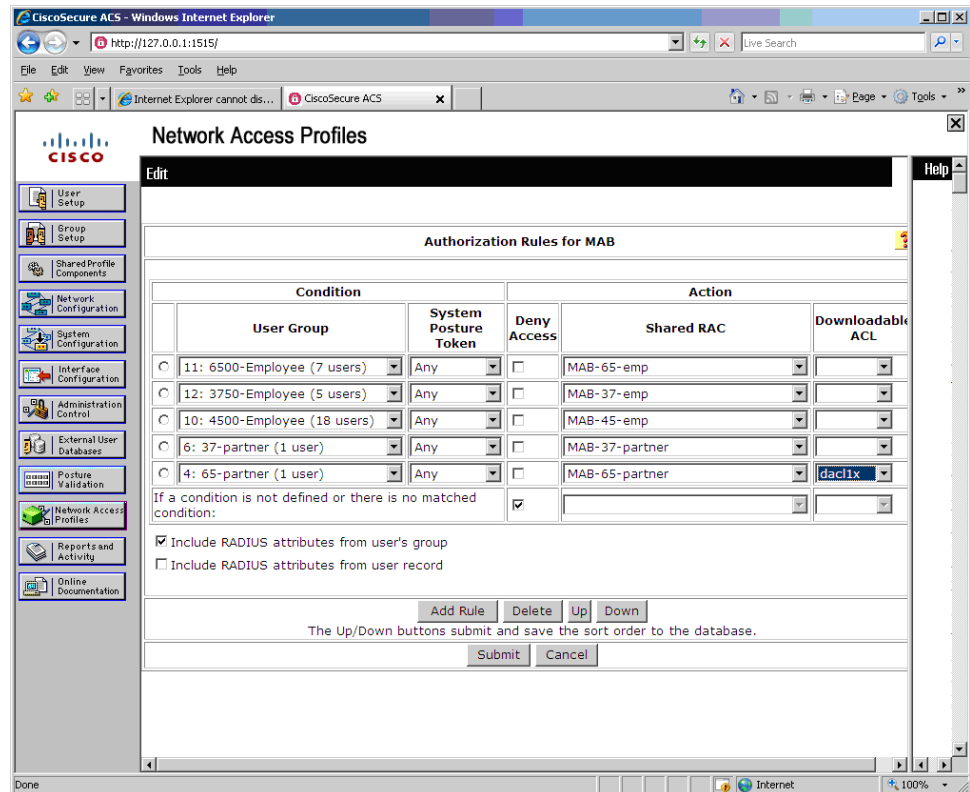 CiscoSecure ACS - Windows Internet Explorer
http://127.0.0.1:1515/
Live Search
File Edit View Favorites Tools Help
Internet Explorer cannot dis...
CiscoSecure ACS
Page
Tools
CISCO
Network Access Profiles
User Setup
Group Setup
Shared Profile Components
Network Configuration
System Configuration
Interface Configuration
Administration Control
External User Databases
Posture Validation
Network Access Profiles
Reports and Activity
Online Documentation
Edit
Help
Authorization Rules for MAB
?
Condition Action
User Group System Posture Token Deny Access Shared RAC Downloadable ACL
11: 6500-Employee (7 users) Any MAB-65-emp
12: 3750-Employee (5 users) Any MAB-37-emp
10: 4500-Employee (18 users) Any MAB-45-emp
6: 37-partner (1 user) Any MAB-37-partner
4: 65-partner (1 user) Any MAB-65-partner dacl1x
If a condition is not defined or there is no matched
condition:
Include RADIUS attributes from user's group
Include RADIUS attributes from user record
Add Rule Delete Up Down
The Up/Down buttons submit and save the sort order to the database.
Submit Cancel
Done
Internet
100%